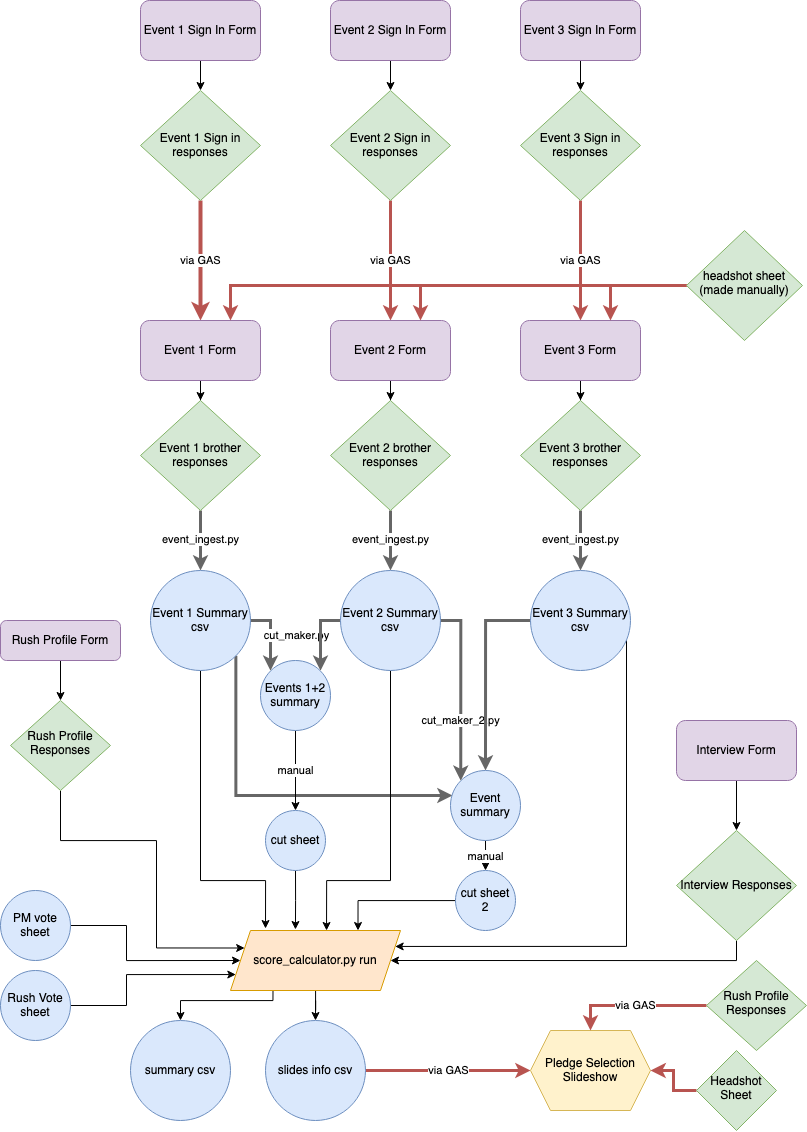 Event 1 Sign In Form
Event 2 Sign In Form
Event 3 Sign In Form
Event 1 Sign in
responses
Event 2 Sign in
responses
Event 3 Sign in
responses
via GAS
via GAS
via GAS
headshot sheet
(made manually)
Event 1 Form
Event 2 Form
Event 3 Form
Event 1 brother
responses
Event 2 brother
responses
Event 3 brother
responses
event_ingest.py
event_ingest.py
event_ingest.py
Event 1 Summary
csv
Event 2 Summary
csv
Event 3 Summary
csv
cut_maker.py
Rush Profile Form
Events 1+2
summary
cut_maker_2.py
Rush Profile
Responses
Interview Form
manual
Event
summary
cut sheet
manual
Interview Responses
cut sheet
2
PM vote
sheet
score_calculator.py run
Rush Vote
sheet
Rush Profile
Responses
via GAS
summary csv
slides info csv
via GAS
Pledge Selection
Slideshow
Headshot
Sheet